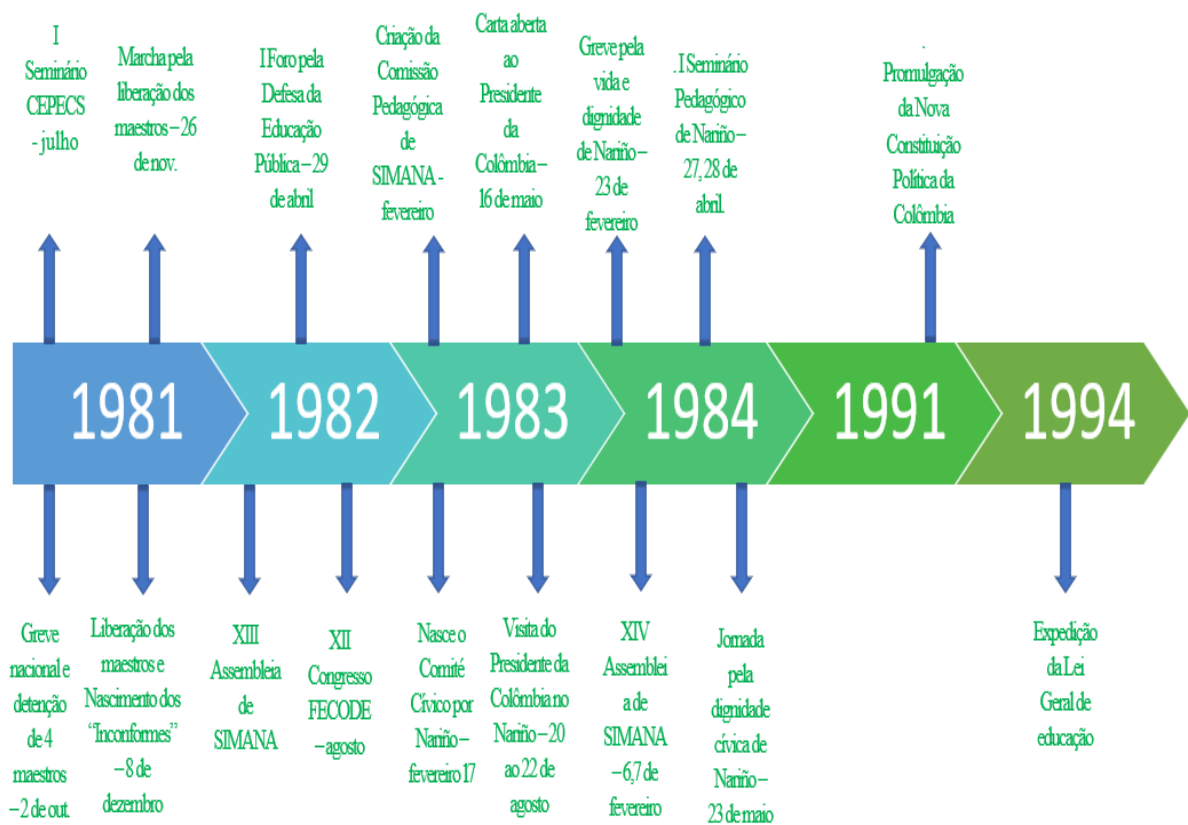 I
Seminário
CEPECS
- julho
Marcha pela
liberação dos
maestros – 26
de nov.
I Foro pela
Defesa da
Educação
Pública – 29
de abril
Criação da
Comissão
Pedagógica
de
SIMANA -
fevereiro
Carta aberta
ao
Presidente
da
Colômbia –
16 de maio
Greve pela
vida e
dignidade
de Nariño –
23 de
fevereiro
. I Seminário
Pedagógico
de Nariño –
27, 28 de
abril.
.
Promulgação
da Nova
Constituição
Política da
Colômbia
1981
1982
1983
1984
1991
1994
Greve
nacional e
detenção
de 4
maestros
– 2 de out.
Liberação dos
maestros e
Nascimento dos
“Inconformes”
– 8 de
dezembro
XIII
Assembleia
de
SIMANA
XII
Congresso
FECODE
– agosto
Nasce o
Comité
Cívico por
Nariño –
fevereiro 17
Visita do
Presidente da
Colômbia no
Nariño – 20
ao 22 de
agosto
XIV
Assemblei
a de
SIMANA
– 6,7 de
fevereiro
Jornada
pela
dignidade
cívica de
Nariño –
23 de maio
Expedição
da Lei
Geral de
educação